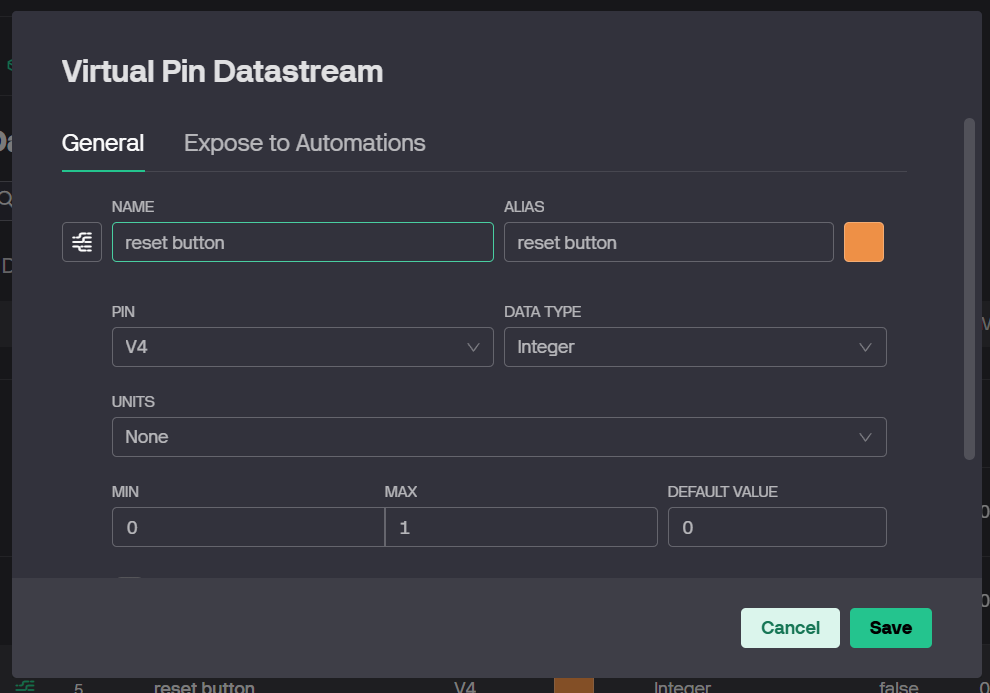 Virtual Pin Datastream
General Expose to Automations
NAME ALIAS
reset button reset button
PIN DATA TYPE
V4 Integer
UNITS
None
MIN MAX DEFAULT VALUE
0 1 0
Cancel Save
5 reset button V4 Integer false 0